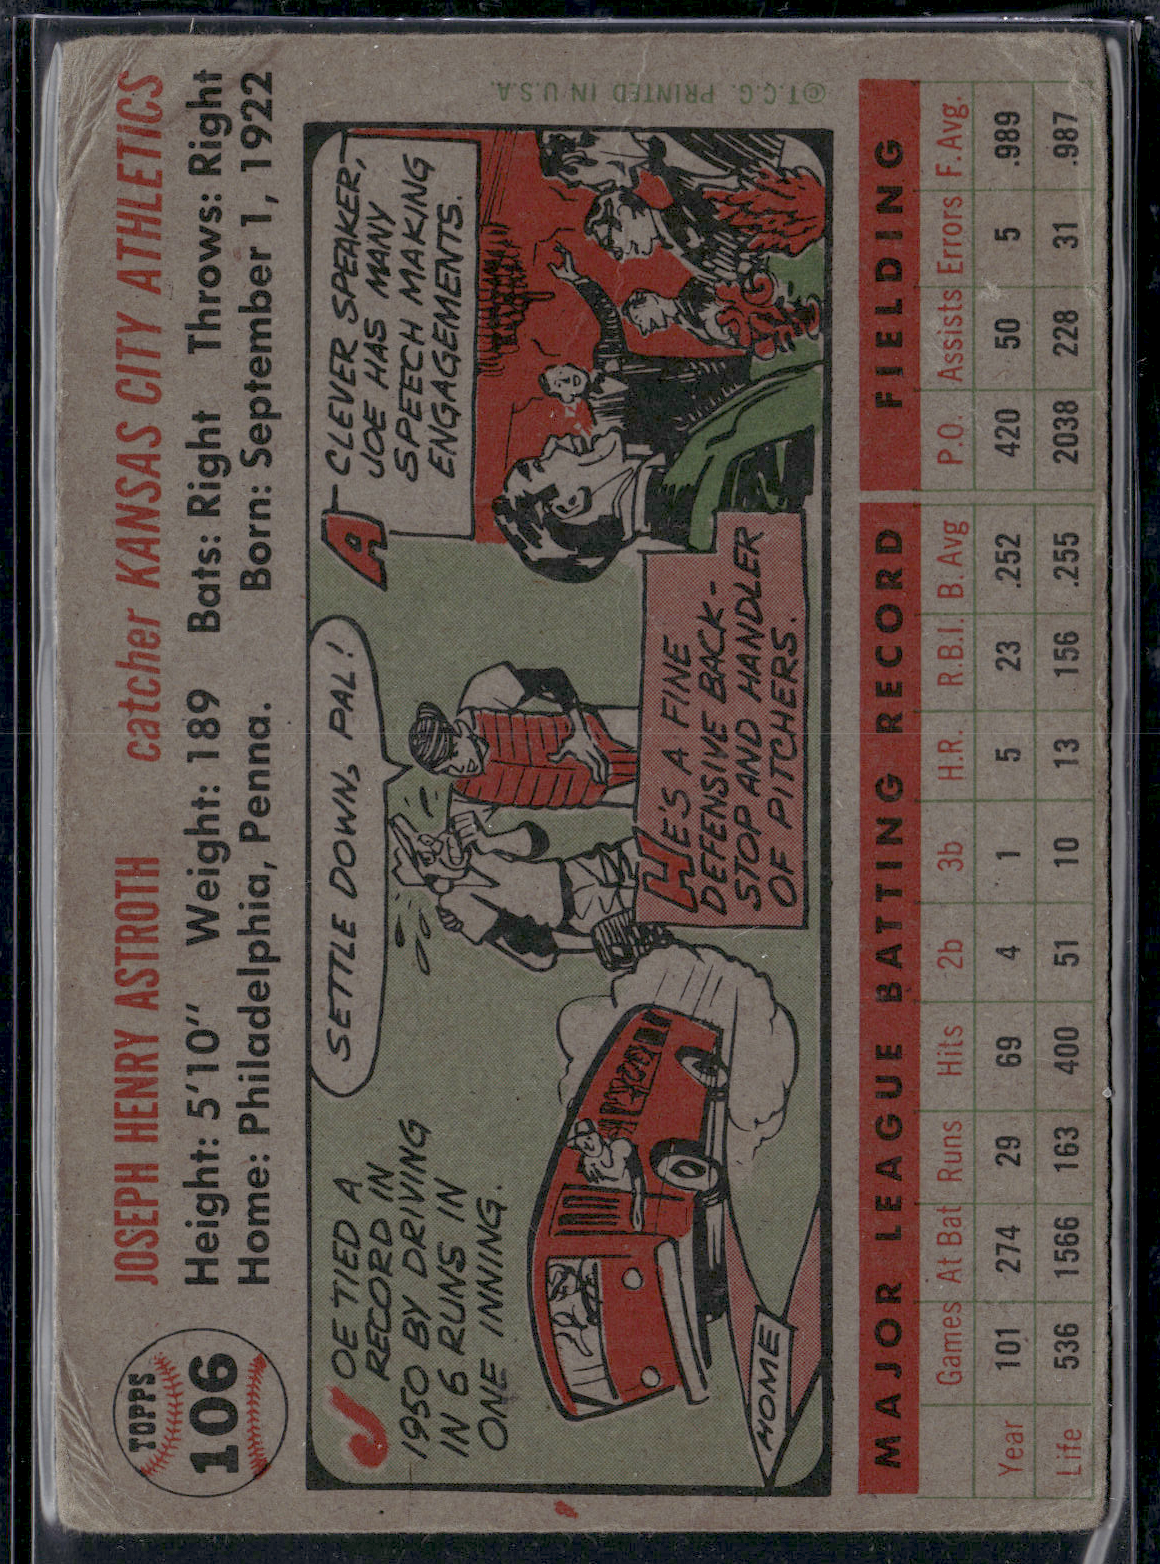 TOPPS
106
JOSEPH HENRY ASTROTH catcher KANSAS CITY ATHLETICS
Height: 5'10" Weight: 189 Bats: Right Throws: Right
Home: Philadelphia, Penna. Born: September 1, 1922
JOE TIED A
RECORD IN
1950 BY DRIVING
IN 6 RUNS IN
ONE INNING.
HOME
SETTLE DOWN, PAL!
HE'S A FINE
DEFENSIVE BACK-
STOP AND HANDLER
OF PITCHERS.
A CLEVER SPEAKER,
JOE HAS MANY
SPEECH MAKING
ENGAGEMENTS.
©T.C.G. PRINTED IN U.S.A.
MAJOR LEAGUE BATTING RECORD FIELDING
Games At Bat Runs Hits 2b 3b H.R. R.B.I. B.Avg P.O. Assists Errors F.Avg.
Year 101 274 29 69 4 1 5 23 .252 420 50 5 .989
Life 536 1566 163 400 51 10 13 156 .255 2038 228 31 .987